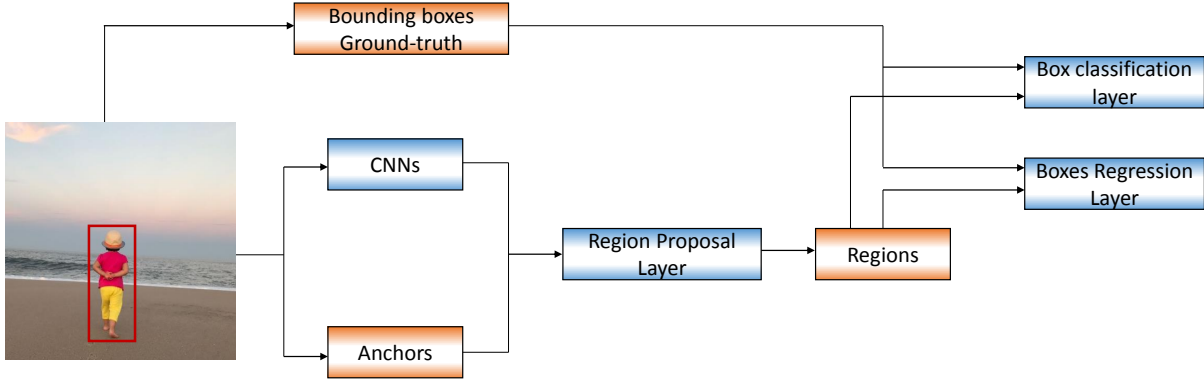 Bounding boxes
Ground-truth
Box classification
layer
CNNs
Boxes Regression
Layer
Region Proposal
Layer
Regions
Anchors